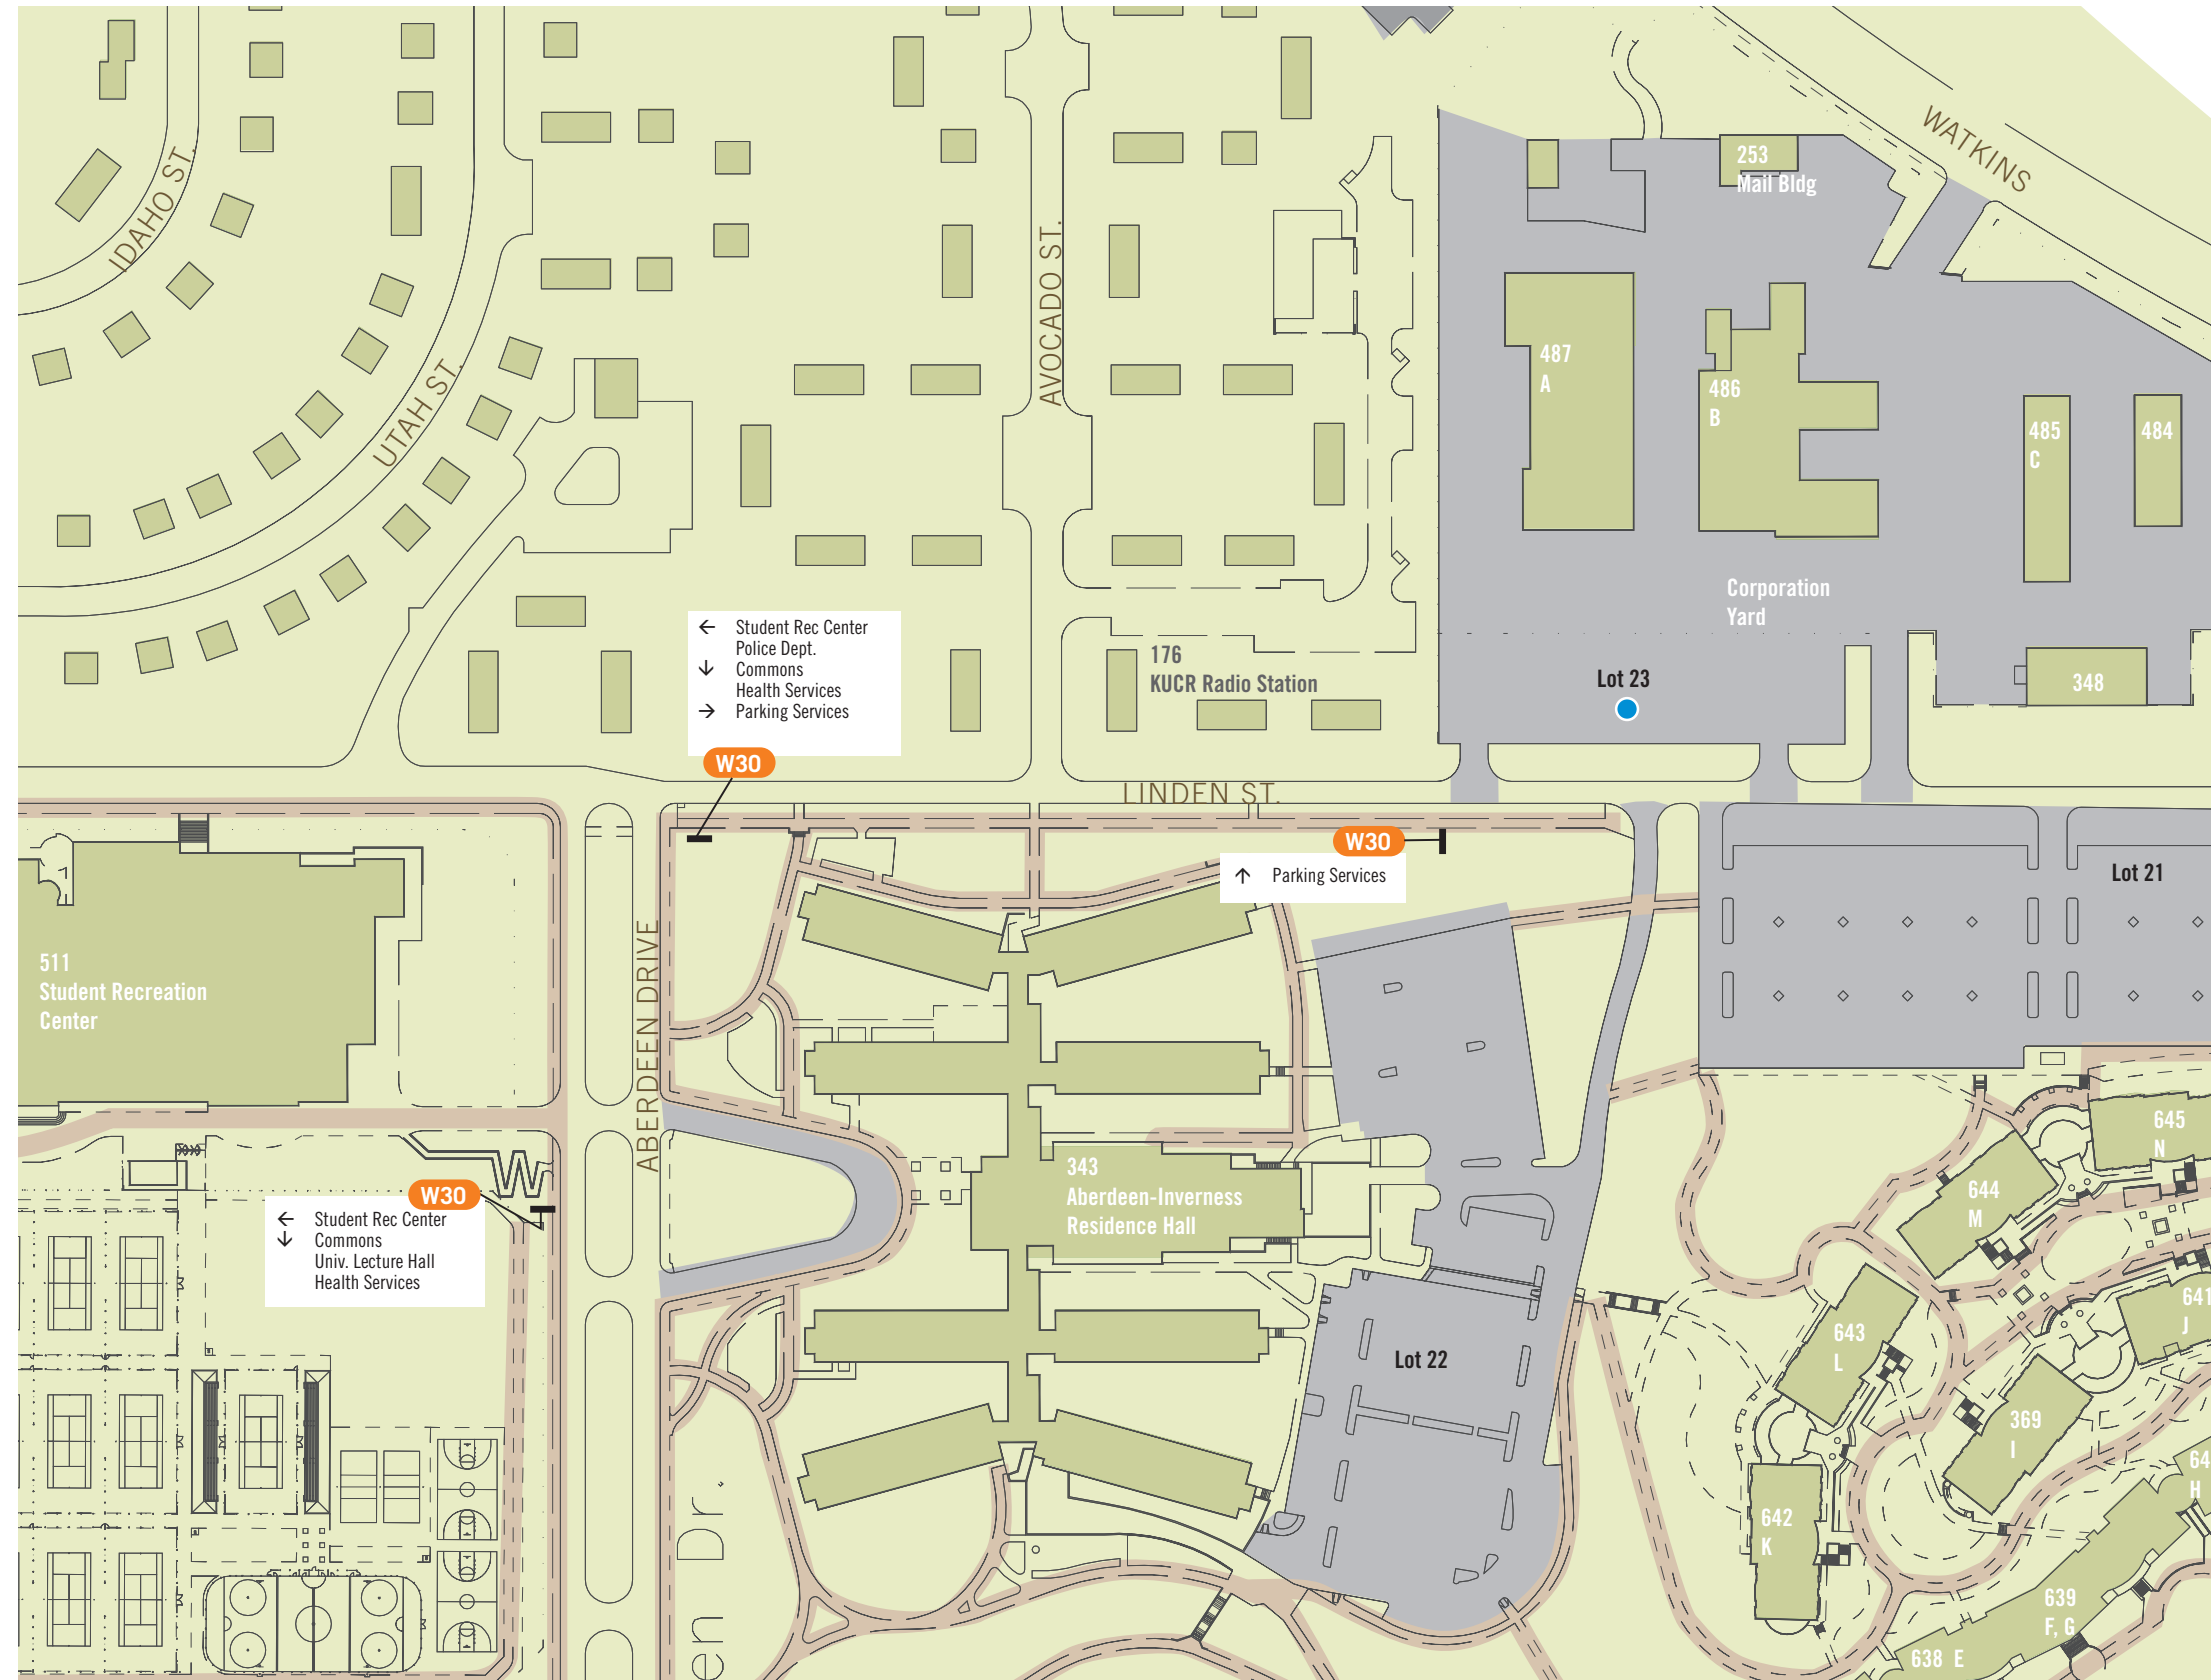 WATKINS
253
Mail Bldg
IDAHO ST.
AVOCADO ST.
UTAH ST.
487
A
486
B
485
C
484
Corporation
Yard
← Student Rec Center
Police Dept.
↓ Commons
Health Services
→ Parking Services
W30
176
KUCR Radio Station
Lot 23
348
LINDEN ST.
W30
↑ Parking Services
Lot 21
511
Student Recreation
Center
ABERDEEN DRIVE
343
Aberdeen-Inverness
Residence Hall
645
N
644
M
W30
← Student Rec Center
↓ Commons
Univ. Lecture Hall
Health Services
641
J
643
L
Lot 22
369
I
64
H
642
K
en Dr.
639
F, G
638 E